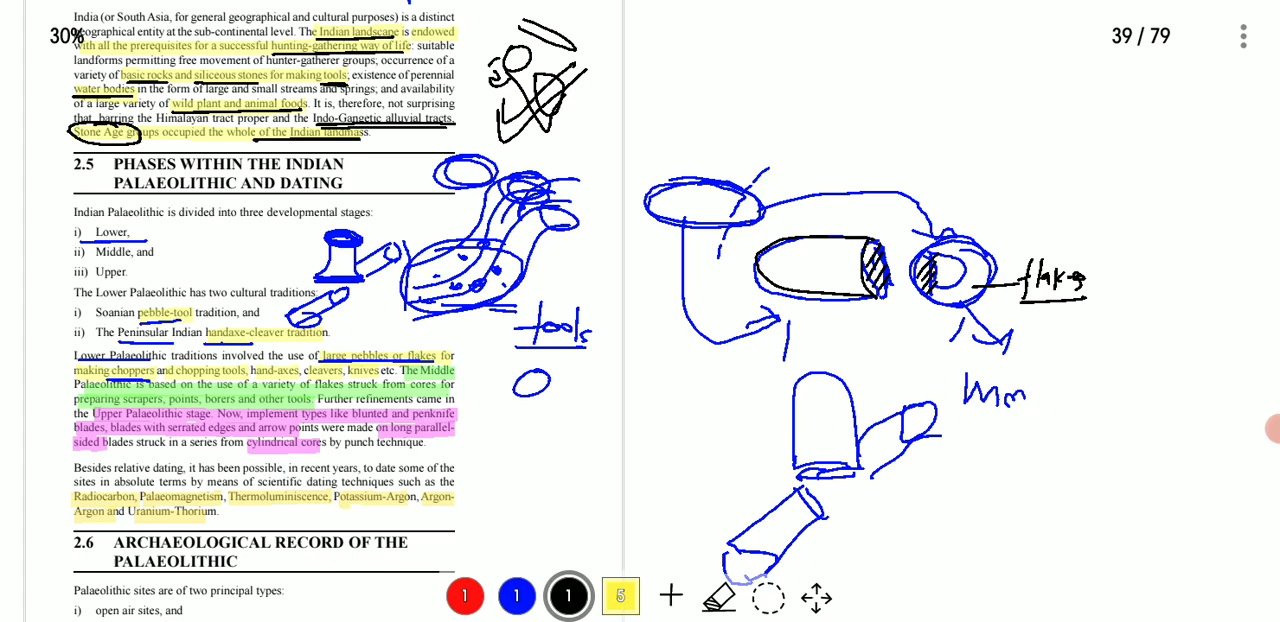 India (or South Asia, for general geographical and cultural purposes) is a distinct
geographical entity at the sub-continental level. The Indian landscape is endowed
30%
with all the prerequisites for a successful hunting-gathering way of life: suitable
39 / 79
landforms permitting free movement of hunter-gatherer groups; occurrence of a
variety of basic rocks and siliceous stones for making tools; existence of perennial
water bodies in the form of large and small streams and springs; and availability
of a large variety of wild plant and animal foods. It is, therefore, not surprising
that, barring the Himalayan tract proper and the Indo-Gangetic alluvial tracts,
Stone Age groups occupied the whole of the Indian landmass.
2.5 PHASES WITHIN THE INDIAN
PALAEOLITHIC AND DATING
Indian Palaeolithic is divided into three developmental stages:
i) Lower,
ii) Middle, and
iii) Upper.
The Lower Palaeolithic has two cultural traditions:
i) Soanian pebble-tool tradition, and
ii) The Peninsular Indian handaxe-cleaver tradition.
Lower Palaeolithic traditions involved the use of large pebbles or flakes for
making choppers and chopping tools, hand-axes, cleavers, knives etc. The Middle
Palaeolithic is based on the use of a variety of flakes struck from cores for
preparing scrapers, points, borers and other tools. Further refinements came in
the Upper Palaeolithic stage. Now, implement types like blunted and penknife
blades, blades with serrated edges and arrow points were made on long parallel-
sided blades struck in a series from cylindrical cores by punch technique.
Besides relative dating, it has been possible, in recent years, to date some of the
sites in absolute terms by means of scientific dating techniques such as the
Radiocarbon, Palaeomagnetism, Thermoluminiscence, Potassium-Argon, Argon-
Argon and Uranium-Thorium.
2.6 ARCHAEOLOGICAL RECORD OF THE
PALAEOLITHIC
Palaeolithic sites are of two principal types:
i) open air sites, and
tools
flakes
1 1 1 5